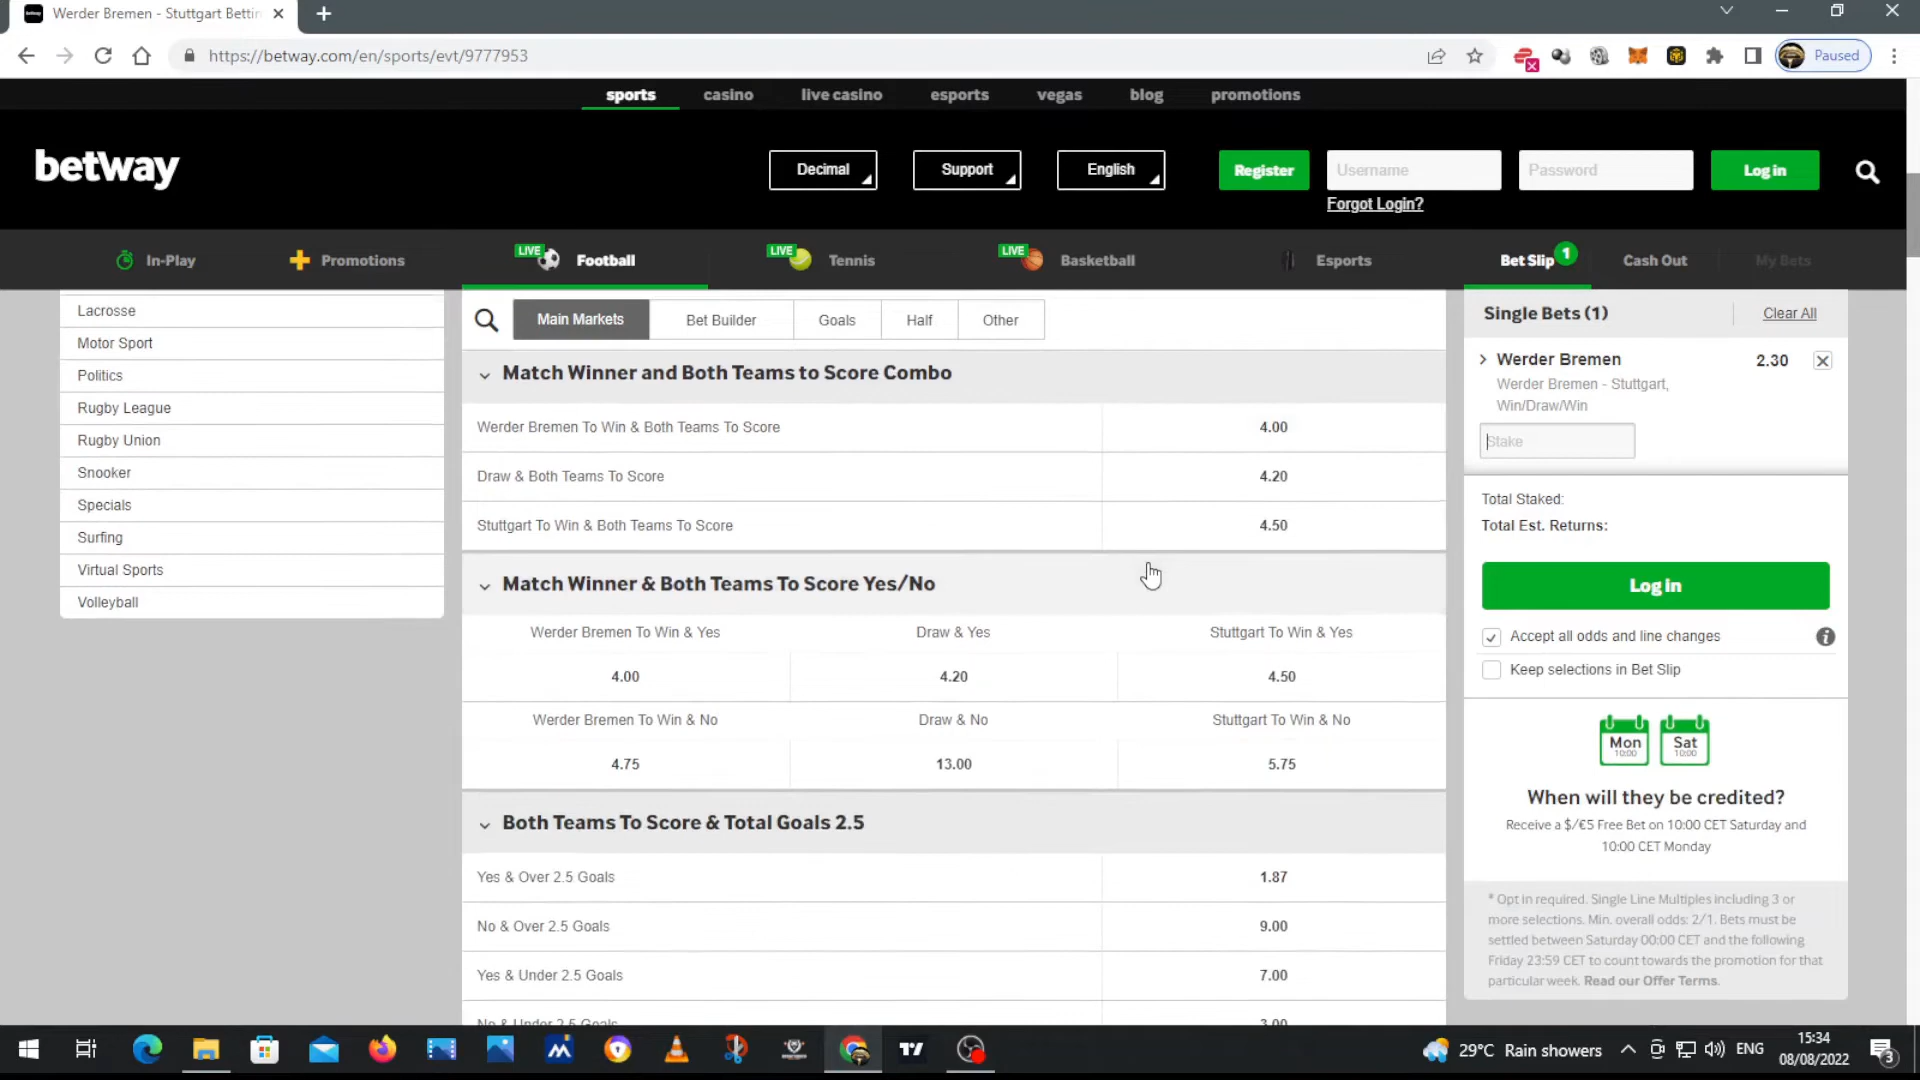 Werder Bremen - Stuttgart Bettin
https://betway.com/en/sports/evt/9777953
Paused
sports casino live casino esports vegas blog promotions
betway
Decimal Support English Register Username Password Log in
Forgot Login?
In-Play Promotions LIVE Football LIVE Tennis LIVE Basketball Esports Bet Slip 1 Cash Out My Bets
Lacrosse
Motor Sport
Politics
Rugby League
Rugby Union
Snooker
Specials
Surfing
Virtual Sports
Volleyball
Main Markets Bet Builder Goals Half Other
Match Winner and Both Teams to Score Combo
Werder Bremen To Win & Both Teams To Score 4.00
Draw & Both Teams To Score 4.20
Stuttgart To Win & Both Teams To Score 4.50
Match Winner & Both Teams To Score Yes/No
Werder Bremen To Win & Yes Draw & Yes Stuttgart To Win & Yes
4.00 4.20 4.50
Werder Bremen To Win & No Draw & No Stuttgart To Win & No
4.75 13.00 5.75
Both Teams To Score & Total Goals 2.5
Yes & Over 2.5 Goals 1.87
No & Over 2.5 Goals 9.00
Yes & Under 2.5 Goals 7.00
No & Under 2.5 Goals 3.00
Single Bets (1) Clear All
Werder Bremen 2.30
Werder Bremen - Stuttgart,
Win/Draw/Win
Stake
Total Staked:
Total Est. Returns:
Log in
Accept all odds and line changes
Keep selections in Bet Slip
Mon Sat
10:00 10:00
When will they be credited?
Receive a $/€5 Free Bet on 10:00 CET Saturday and
10:00 CET Monday
* Opt in required. Single Line Multiples including 3 or
more selections. Min. overall odds: 2/1. Bets must be
settled between Saturday 00:00 CET and the following
Friday 23:59 CET to count towards the promotion for that
particular week. Read our Offer Terms.
29°C Rain showers ENG 15:34
08/08/2022
3